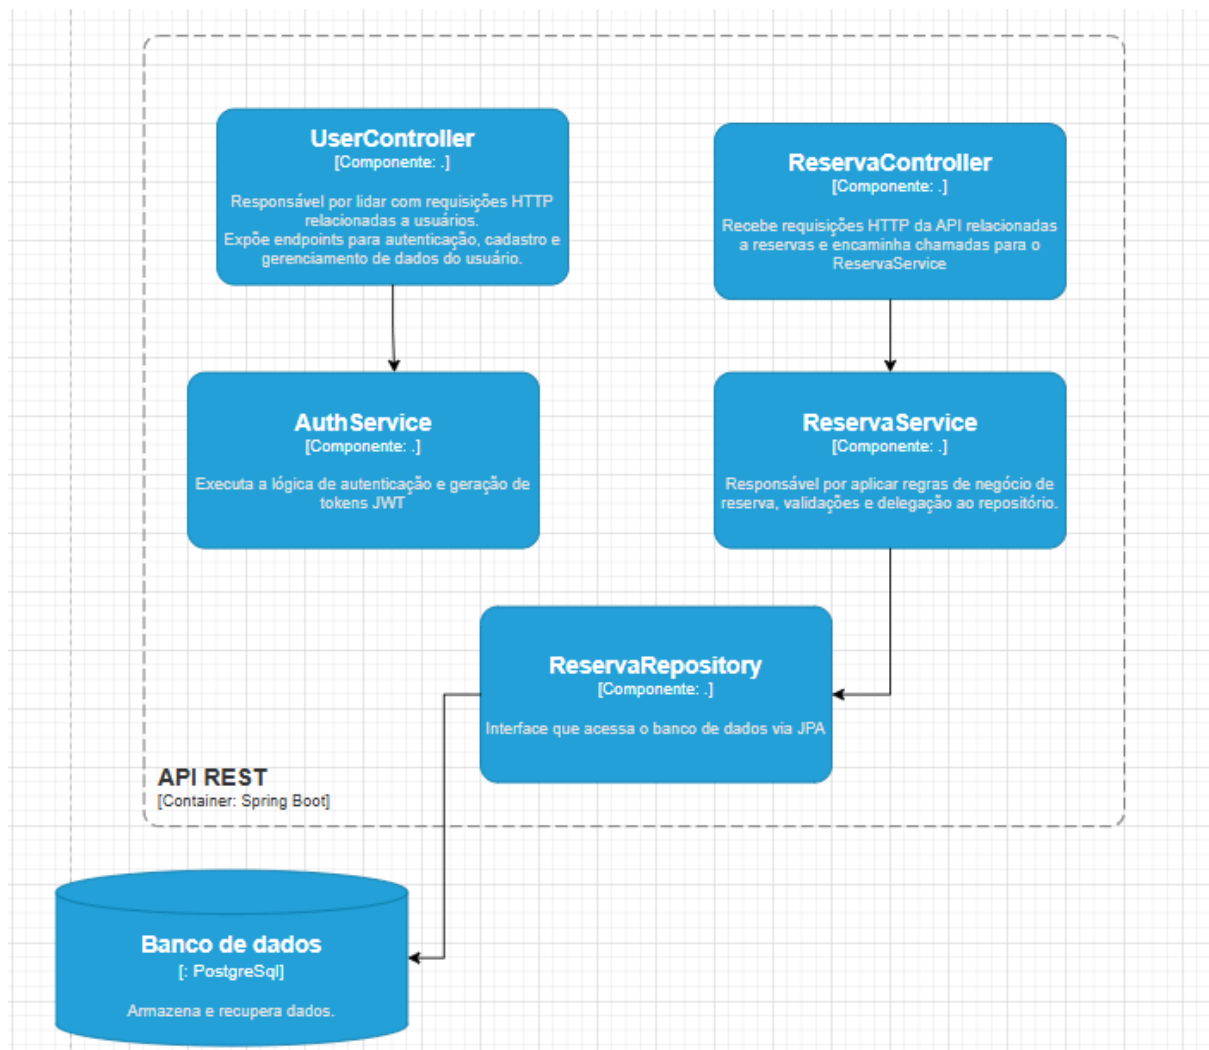 UserController
[Componente: .]
Responsável por lidar com requisições HTTP
relacionadas a usuários.
Expõe endpoints para autenticação, cadastro e
gerenciamento de dados do usuário.
ReservaController
[Componente: .]
Recebe requisições HTTP da API relacionadas
a reservas e encaminha chamadas para o
ReservaService
AuthService
[Componente: .]
Executa a lógica de autenticação e geração de
tokens JWT
ReservaService
[Componente: .]
Responsável por aplicar regras de negócio de
reserva, validações e delegação ao repositório.
ReservaRepository
[Componente: .]
Interface que acessa o banco de dados via JPA
API REST
[Container: Spring Boot]
Banco de dados
[: PostgreSql]
Armazena e recupera dados.